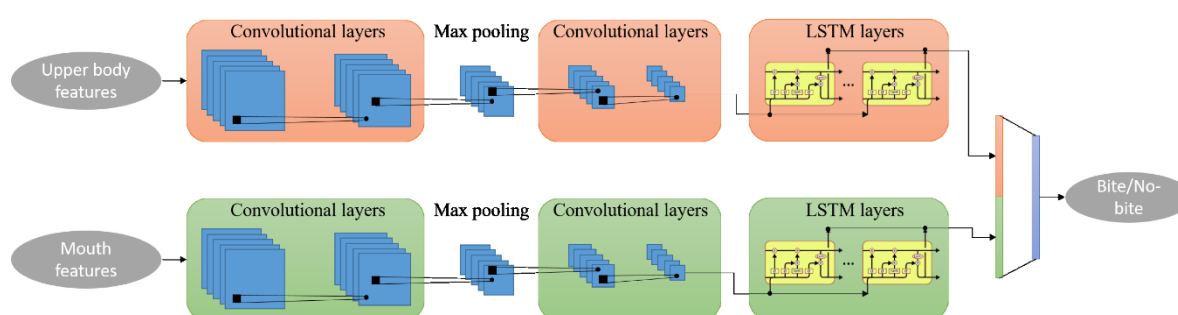 Convolutional layers
Max pooling
Convolutional layers
LSTM layers
Upper body
features
...
Convolutional layers
Max pooling
Convolutional layers
LSTM layers
Mouth
features
...
Bite/No-
bite